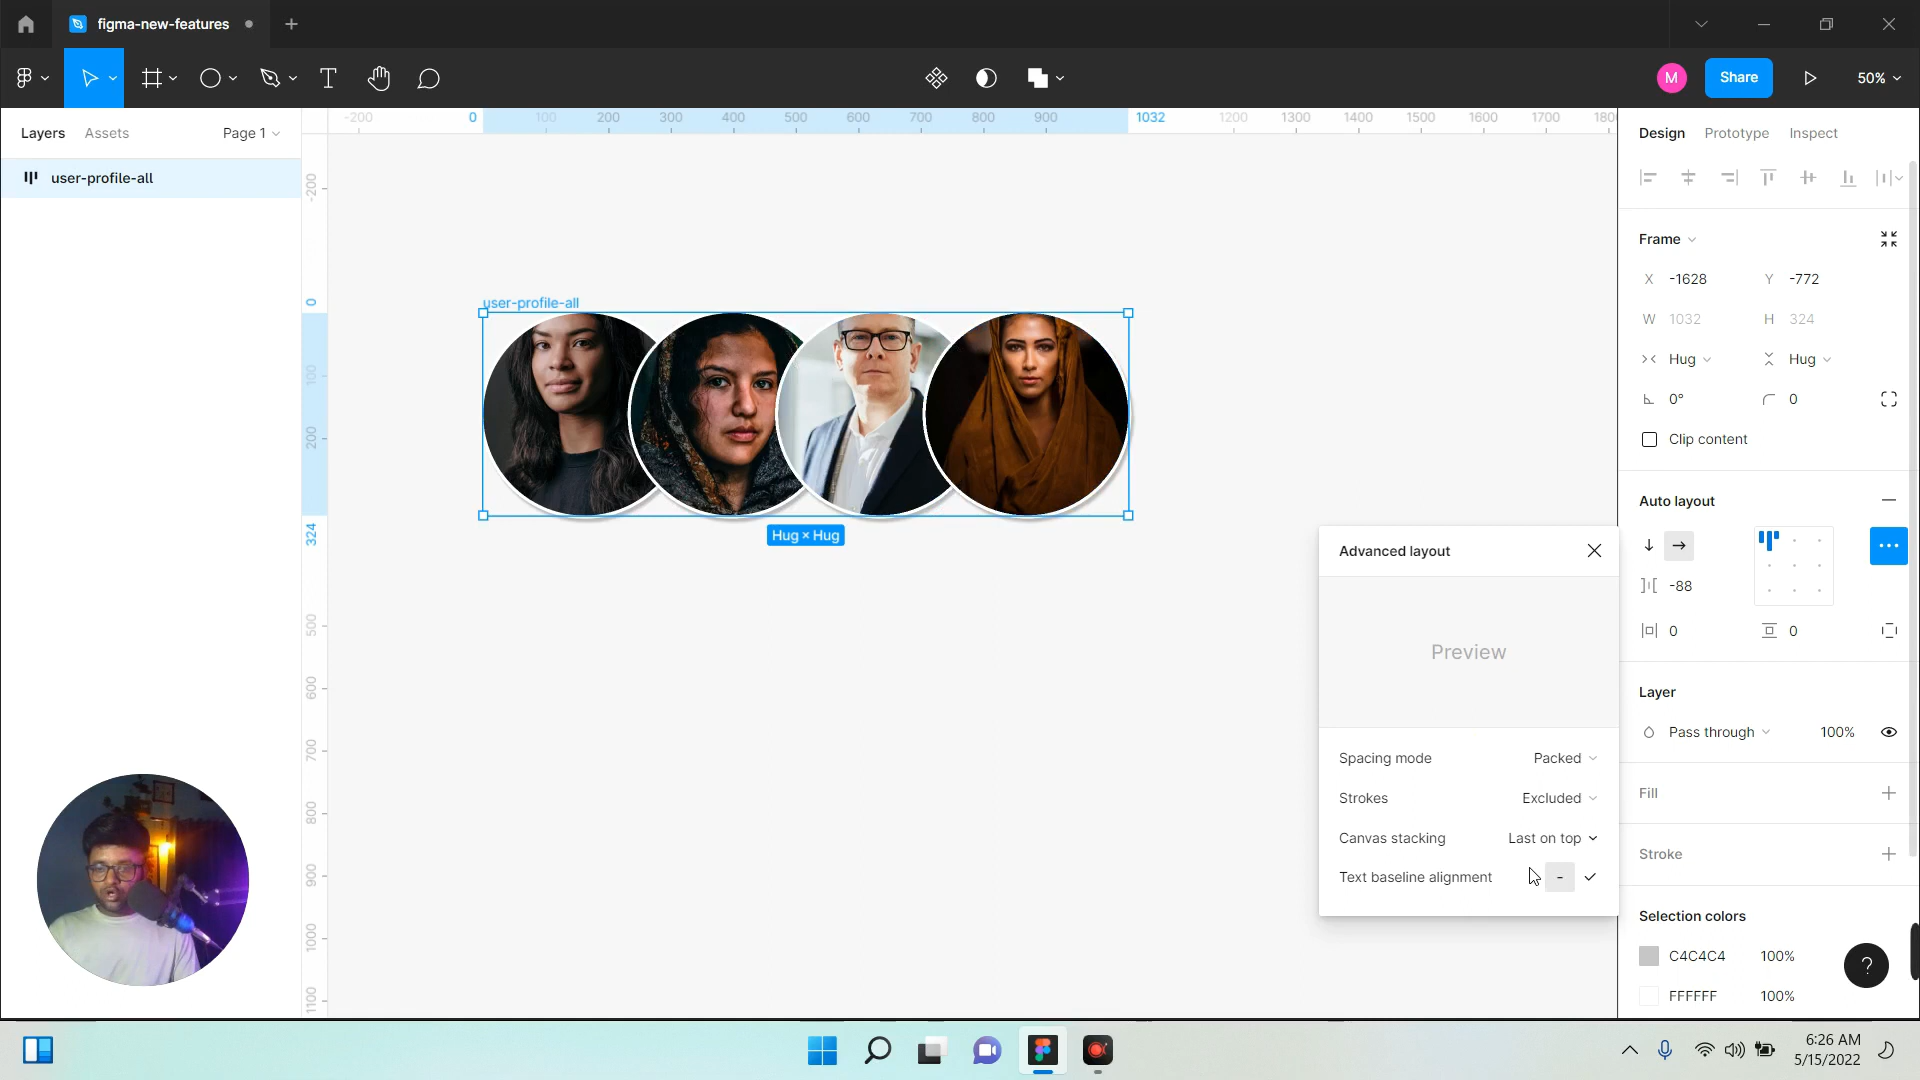 figma-new-features
M
Share
50%
Layers
Assets
Page 1
-200
0
100
200
300
400
500
600
700
800
900
1032
1200
1300
1400
1500
1600
1700
Design
Prototype
Inspect
user-profile-all
-200
0
100
200
324
500
600
700
800
900
1000
1100
user-profile-all
Hug × Hug
Frame
X -1628
Y -772
W 1032
H 324
Hug
Hug
0°
0
Clip content
Auto layout
-88
0
0
Advanced layout
Preview
Spacing mode
Packed
Strokes
Excluded
Canvas stacking
Last on top
Text baseline alignment
-
Layer
Pass through
100%
Fill
Stroke
Selection colors
C4C4C4
100%
FFFFFF
100%
?
6:26 AM
5/15/2022